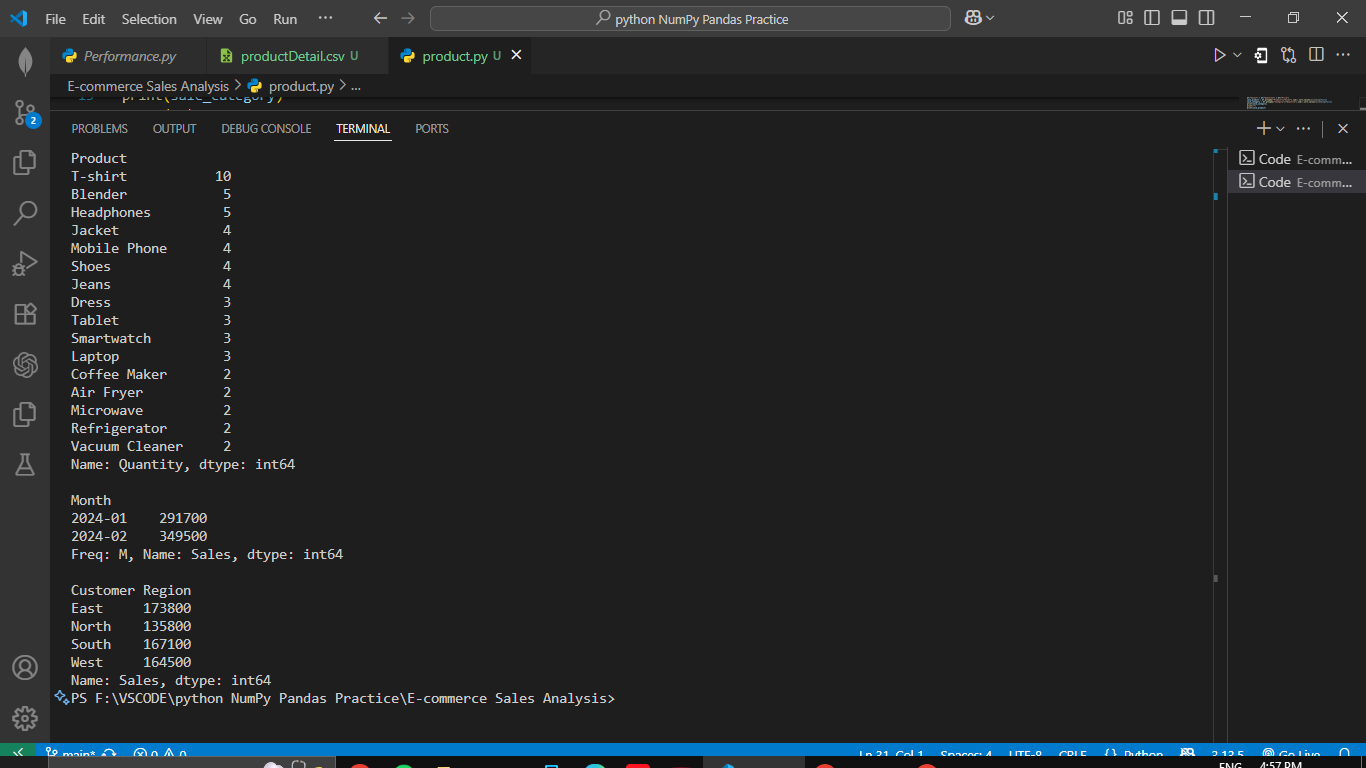 File Edit Selection View Go Run ··· python NumPy Pandas Practice
Performance.py productDetail.csv U product.py U
E-commerce Sales Analysis > product.py > ...
print(sale_category)
PROBLEMS OUTPUT DEBUG CONSOLE TERMINAL PORTS
Product
T-shirt 10
Blender 5
Headphones 5
Jacket 4
Mobile Phone 4
Shoes 4
Jeans 4
Dress 3
Tablet 3
Smartwatch 3
Laptop 3
Coffee Maker 2
Air Fryer 2
Microwave 2
Refrigerator 2
Vacuum Cleaner 2
Name: Quantity, dtype: int64
Month
2024-01 291700
2024-02 349500
Freq: M, Name: Sales, dtype: int64
Customer Region
East 173800
North 135800
South 167100
West 164500
Name: Sales, dtype: int64
PS F:\VSCODE\python NumPy Pandas Practice\E-commerce Sales Analysis>
Code E-comm...
Code E-comm...
2
main* 0 0 Ln 31, Col 1 Spaces: 4 UTF-8 CRLF {} Python 3.13.5 Go Live
ENG 4:57 PM